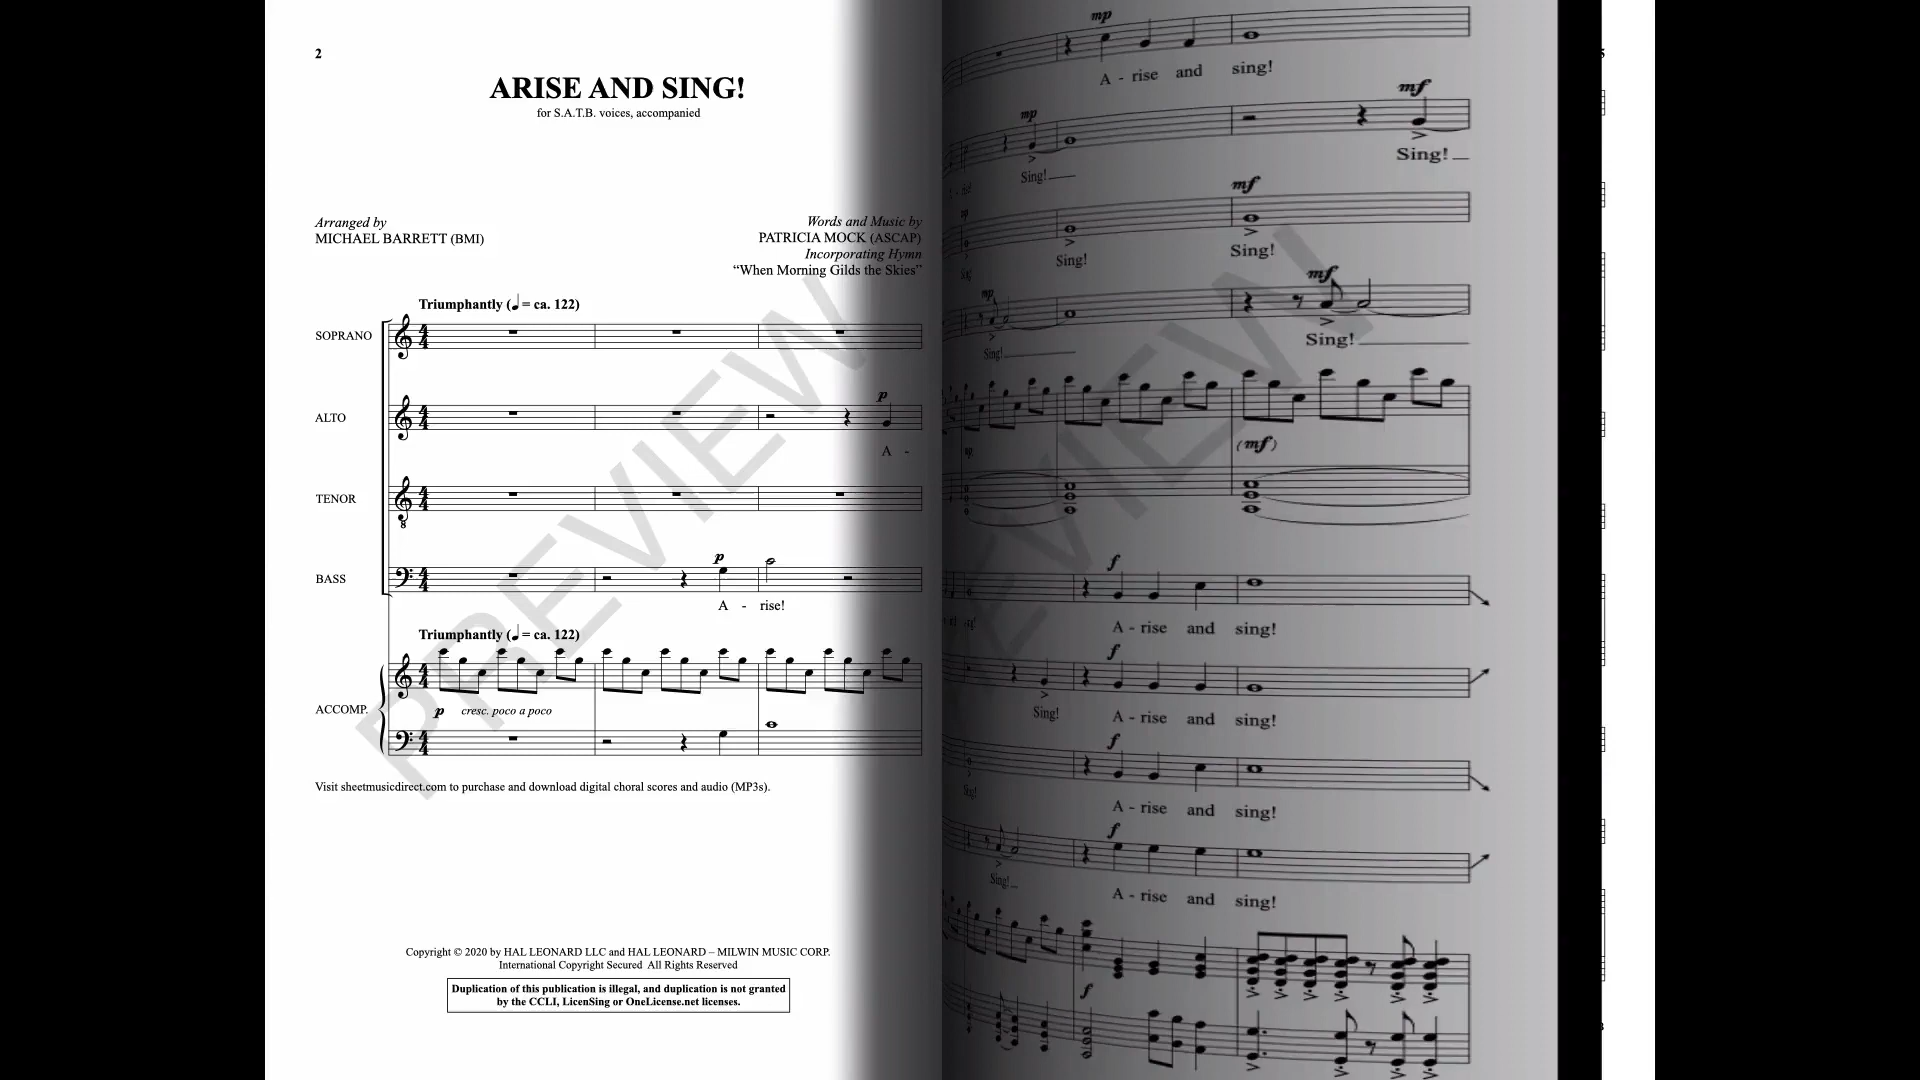 2
ARISE AND SING!
for S.A.T.B. voices, accompanied
Arranged by
MICHAEL BARRETT (BMI)
Words and Music by
PATRICIA MOCK (ASCAP)
Incorporating Hymn
“When Morning Gilds the Skies”
Triumphantly (♩ = ca. 122)
SOPRANO
ALTO
p
A -
TENOR
BASS
p
A - rise!
Triumphantly (♩ = ca. 122)
ACCOMP.
p cresc. poco a poco
Visit sheetmusicdirect.com to purchase and download digital choral scores and audio (MP3s).
Copyright © 2020 by HAL LEONARD LLC and HAL LEONARD – MILWIN MUSIC CORP.
International Copyright Secured All Rights Reserved
Duplication of this publication is illegal, and duplication is not granted
by the CCLI, LicenSing or OneLicense.net licenses.
PREVIEW
mp
A - rise and sing!
mp mf
Sing! Sing!
mf
Sing! Sing!
mp mf
Sing! Sing!
(mf)
f
A - rise and sing!
f
Sing! A - rise and sing!
f
Sing! A - rise and sing!
f
Sing! A - rise and sing!
f
PREVIEW